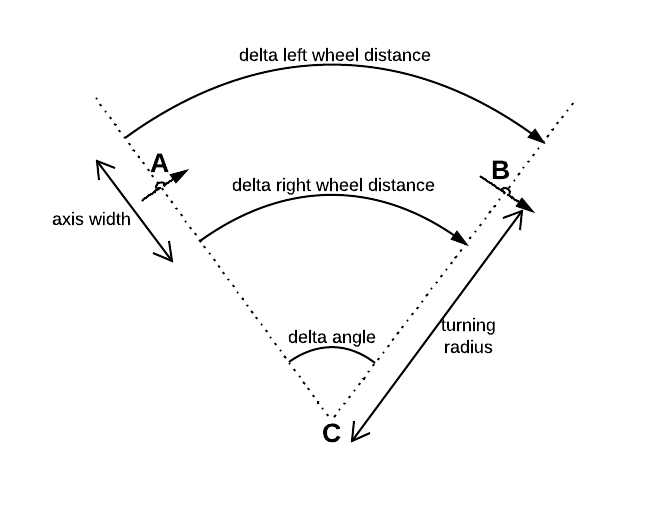 delta left wheel distance
A
B
delta right wheel distance
axis width
turning
radius
delta angle
C